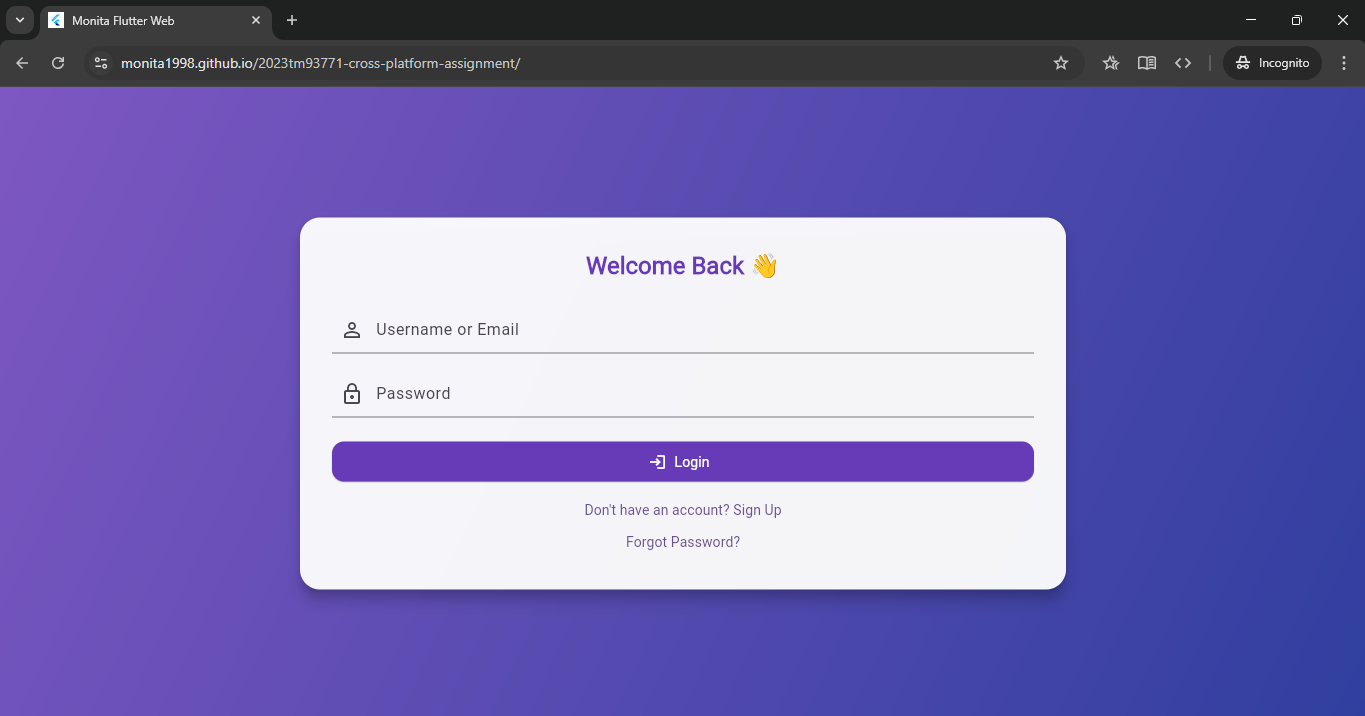 Monita Flutter Web
monita1998.github.io/2023tm93771-cross-platform-assignment/
Incognito
Welcome Back 👋
Username or Email
Password
Login
Don't have an account? Sign Up
Forgot Password?